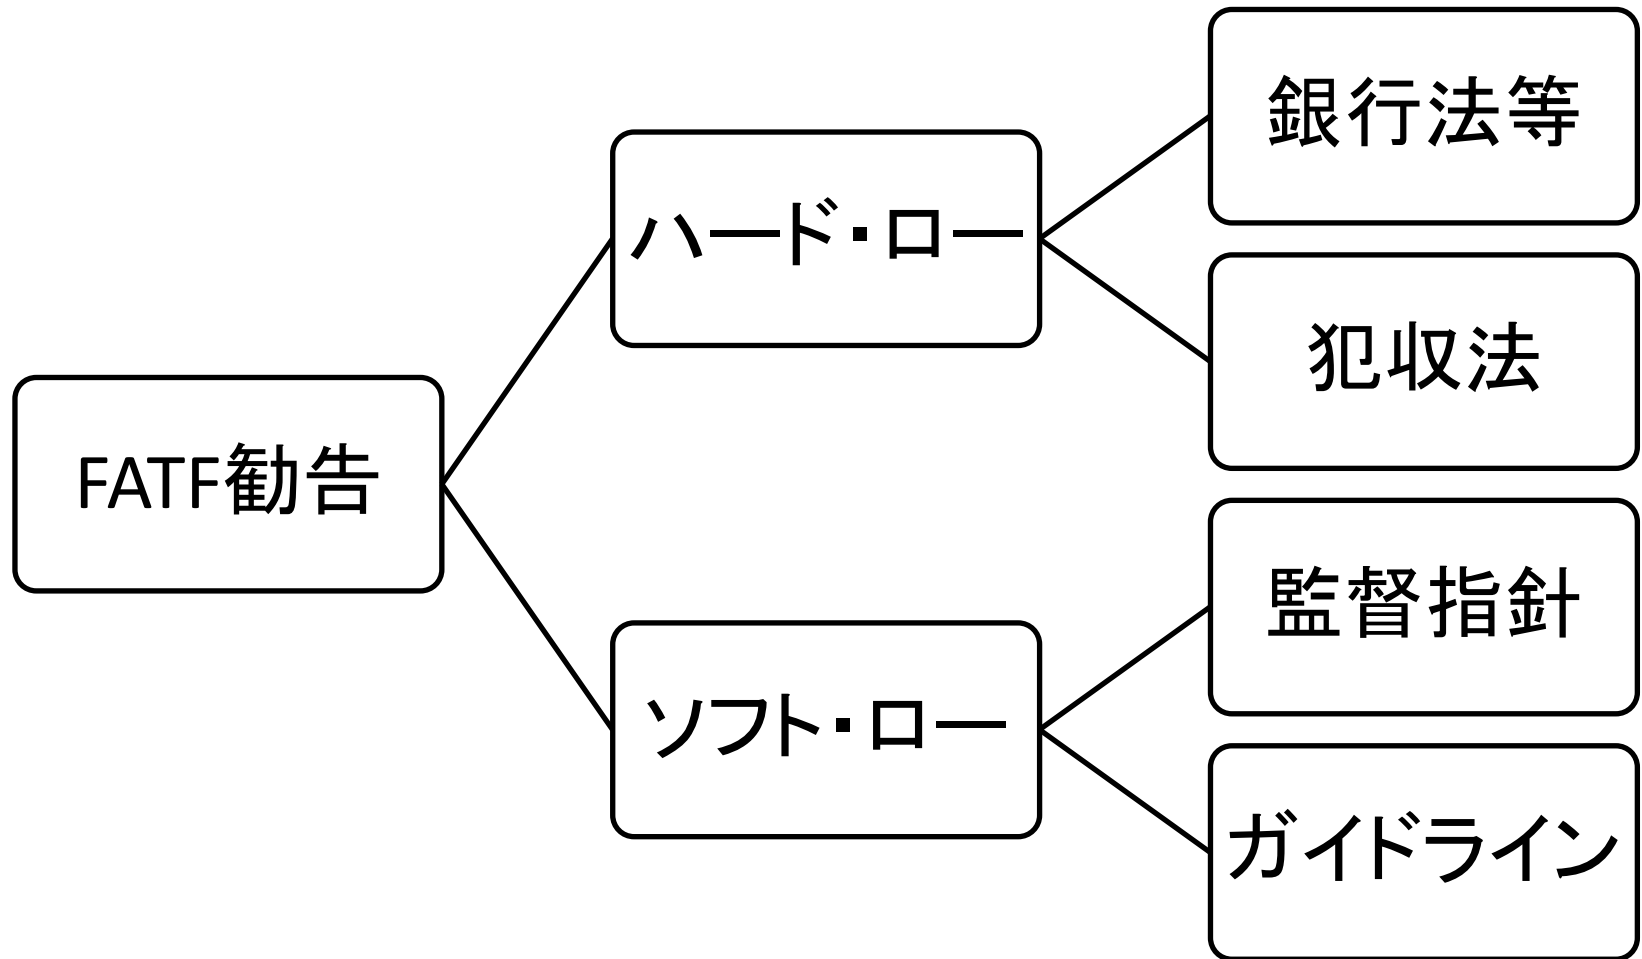 FATF勧告
ハード・ロー
銀行法等
犯収法
ソフト・ロー
監督指針
ガイドライン